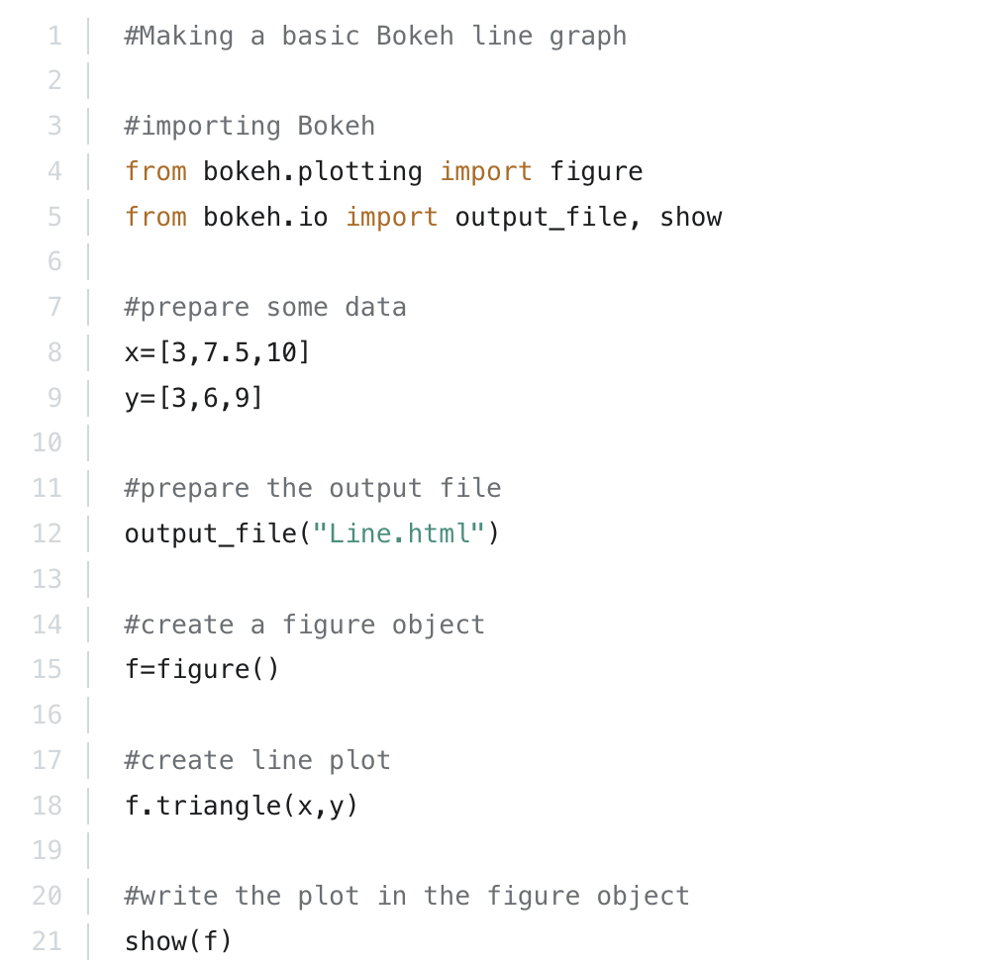 1 #Making a basic Bokeh line graph
2
3 #importing Bokeh
4 from bokeh.plotting import figure
5 from bokeh.io import output_file, show
6
7 #prepare some data
8 x=[3,7.5,10]
9 y=[3,6,9]
10
11 #prepare the output file
12 output_file("Line.html")
13
14 #create a figure object
15 f=figure()
16
17 #create line plot
18 f.triangle(x,y)
19
20 #write the plot in the figure object
21 show(f)